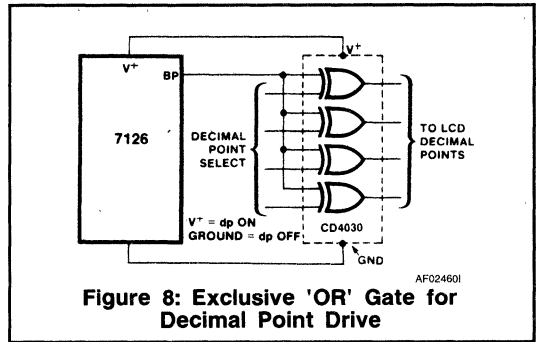 V+
V+
BP
7126
DECIMAL
POINT
SELECT
TO LCD
DECIMAL
POINTS
V+ = dp ON
GROUND = dp OFF
CD4030
GND
AF02460I
Figure 8: Exclusive 'OR' Gate for
Decimal Point Drive